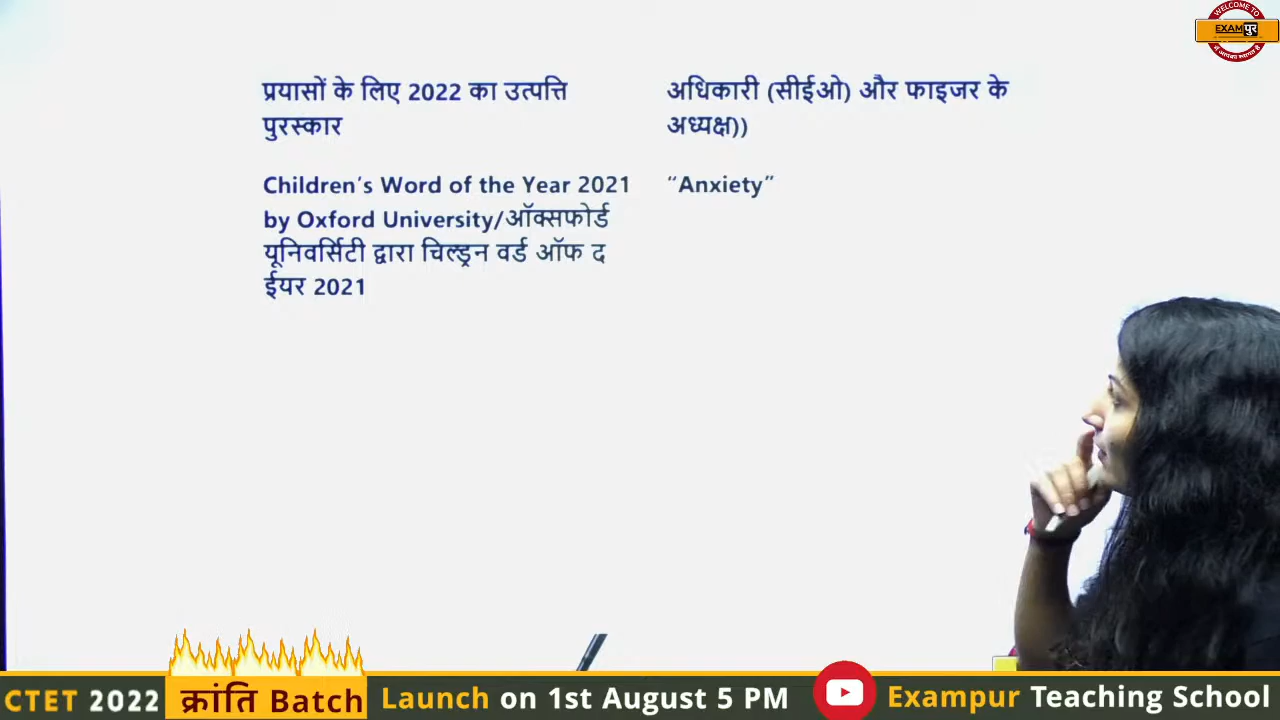 WELCOME TO
EXAMपुर
प्रयासों के लिए 2022 का उत्पत्ति
पुरस्कार
अधिकारी (सीईओ) और फाइजर के
अध्यक्ष))
Children's Word of the Year 2021
by Oxford University/ऑक्सफोर्ड
यूनिवर्सिटी द्वारा चिल्ड्रन वर्ड ऑफ द
ईयर 2021
“Anxiety”
CTET 2022
क्रांति Batch
Launch on 1st August 5 PM
Exampur Teaching School